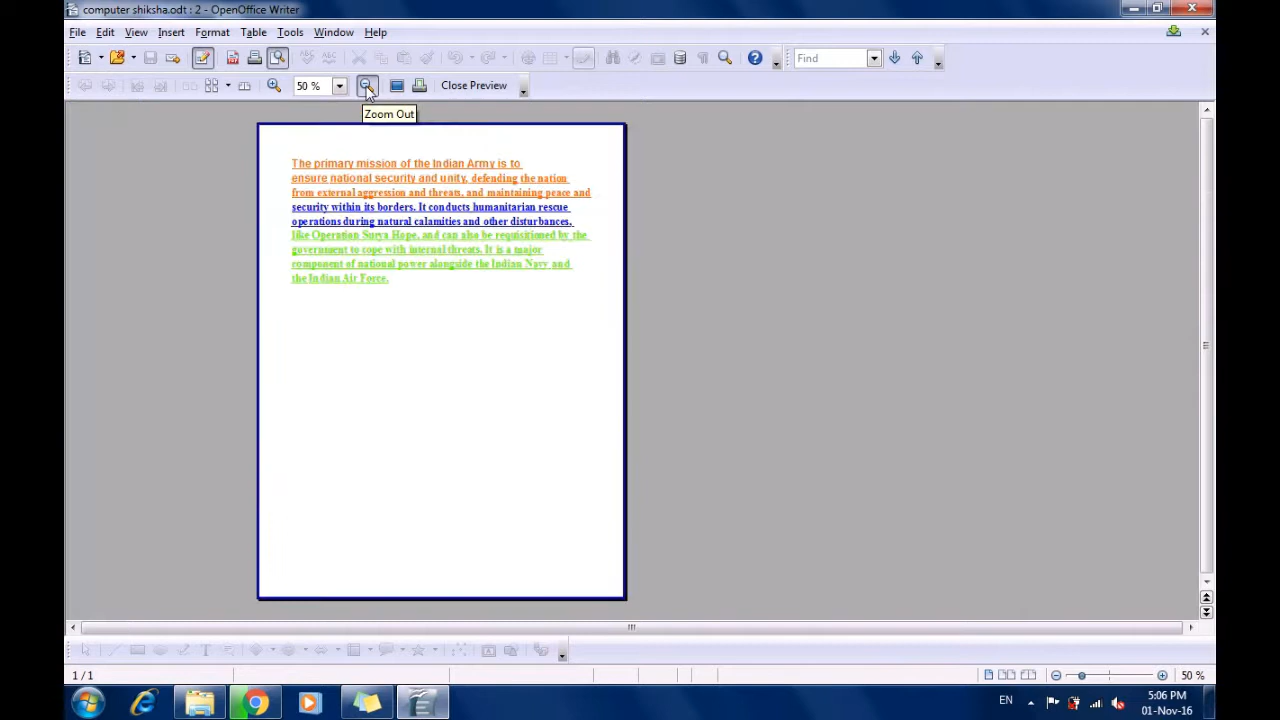 computer shiksha.odt : 2 - OpenOffice Writer
File Edit View Insert Format Table Tools Window Help
Find
50 % Close Preview
Zoom Out
The primary mission of the Indian Army is to
ensure national security and unity, defending the nation
from external aggression and threats, and maintaining peace and
security within its borders. It conducts humanitarian rescue
operations during natural calamities and other disturbances,
like Operation Surya Hope, and can also be requisitioned by the
government to cope with internal threats. It is a major
component of national power alongside the Indian Navy and
the Indian Air Force.
1 / 1 50 %
EN 5:06 PM
01-Nov-16